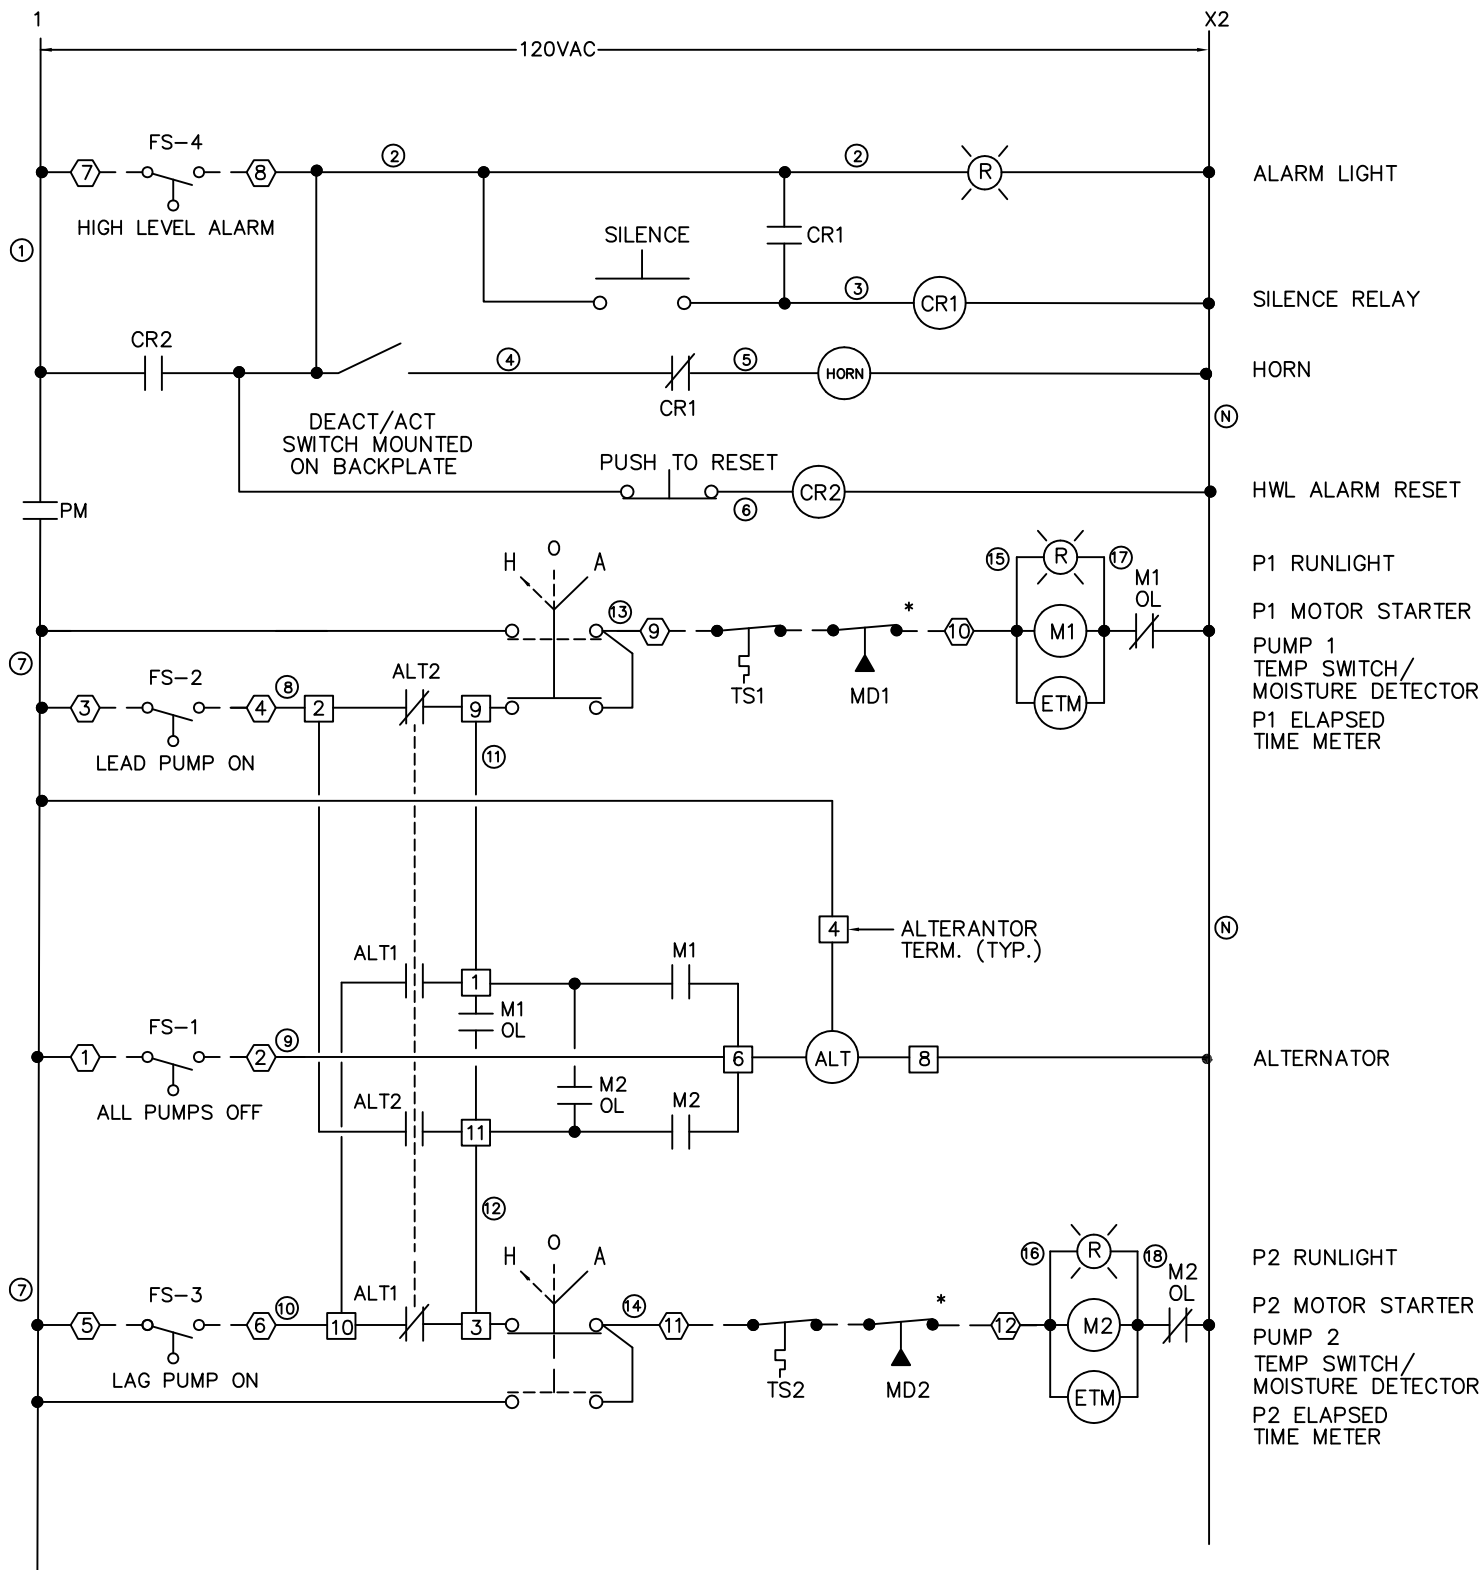 1 X2
120VAC
FS-4
7 8 2 2 R ALARM LIGHT
HIGH LEVEL ALARM
1
SILENCE CR1
3 CR1 SILENCE RELAY
CR2
4 5 HORN HORN
CR1
N
DEACT/ACT
SWITCH MOUNTED
ON BACKPLATE
PUSH TO RESET
6 CR2 HWL ALARM RESET
PM
H O A
15 R 17 P1 RUNLIGHT
M1
OL
13 9 * 10 M1 P1 MOTOR STARTER
TS1 MD1
PUMP 1
TEMP SWITCH/
MOISTURE DETECTOR
7
FS-2 8 ALT2
3 4 2 9 ETM
P1 ELAPSED
TIME METER
LEAD PUMP ON
11
4 ALTERANTOR
TERM. (TYP.)
N
ALT1 M1
1
M1
OL
FS-1
1 2 9 6 ALT 8 ALTERNATOR
ALL PUMPS OFF
M2
OL
ALT2 M2
11
12
H O A
16 R 18 P2 RUNLIGHT
M2
OL
7
FS-3 10 ALT1
5 6 10 3 14 11 * 12 M2 P2 MOTOR STARTER
LAG PUMP ON
TS2 MD2
PUMP 2
TEMP SWITCH/
MOISTURE DETECTOR
ETM
P2 ELAPSED
TIME METER